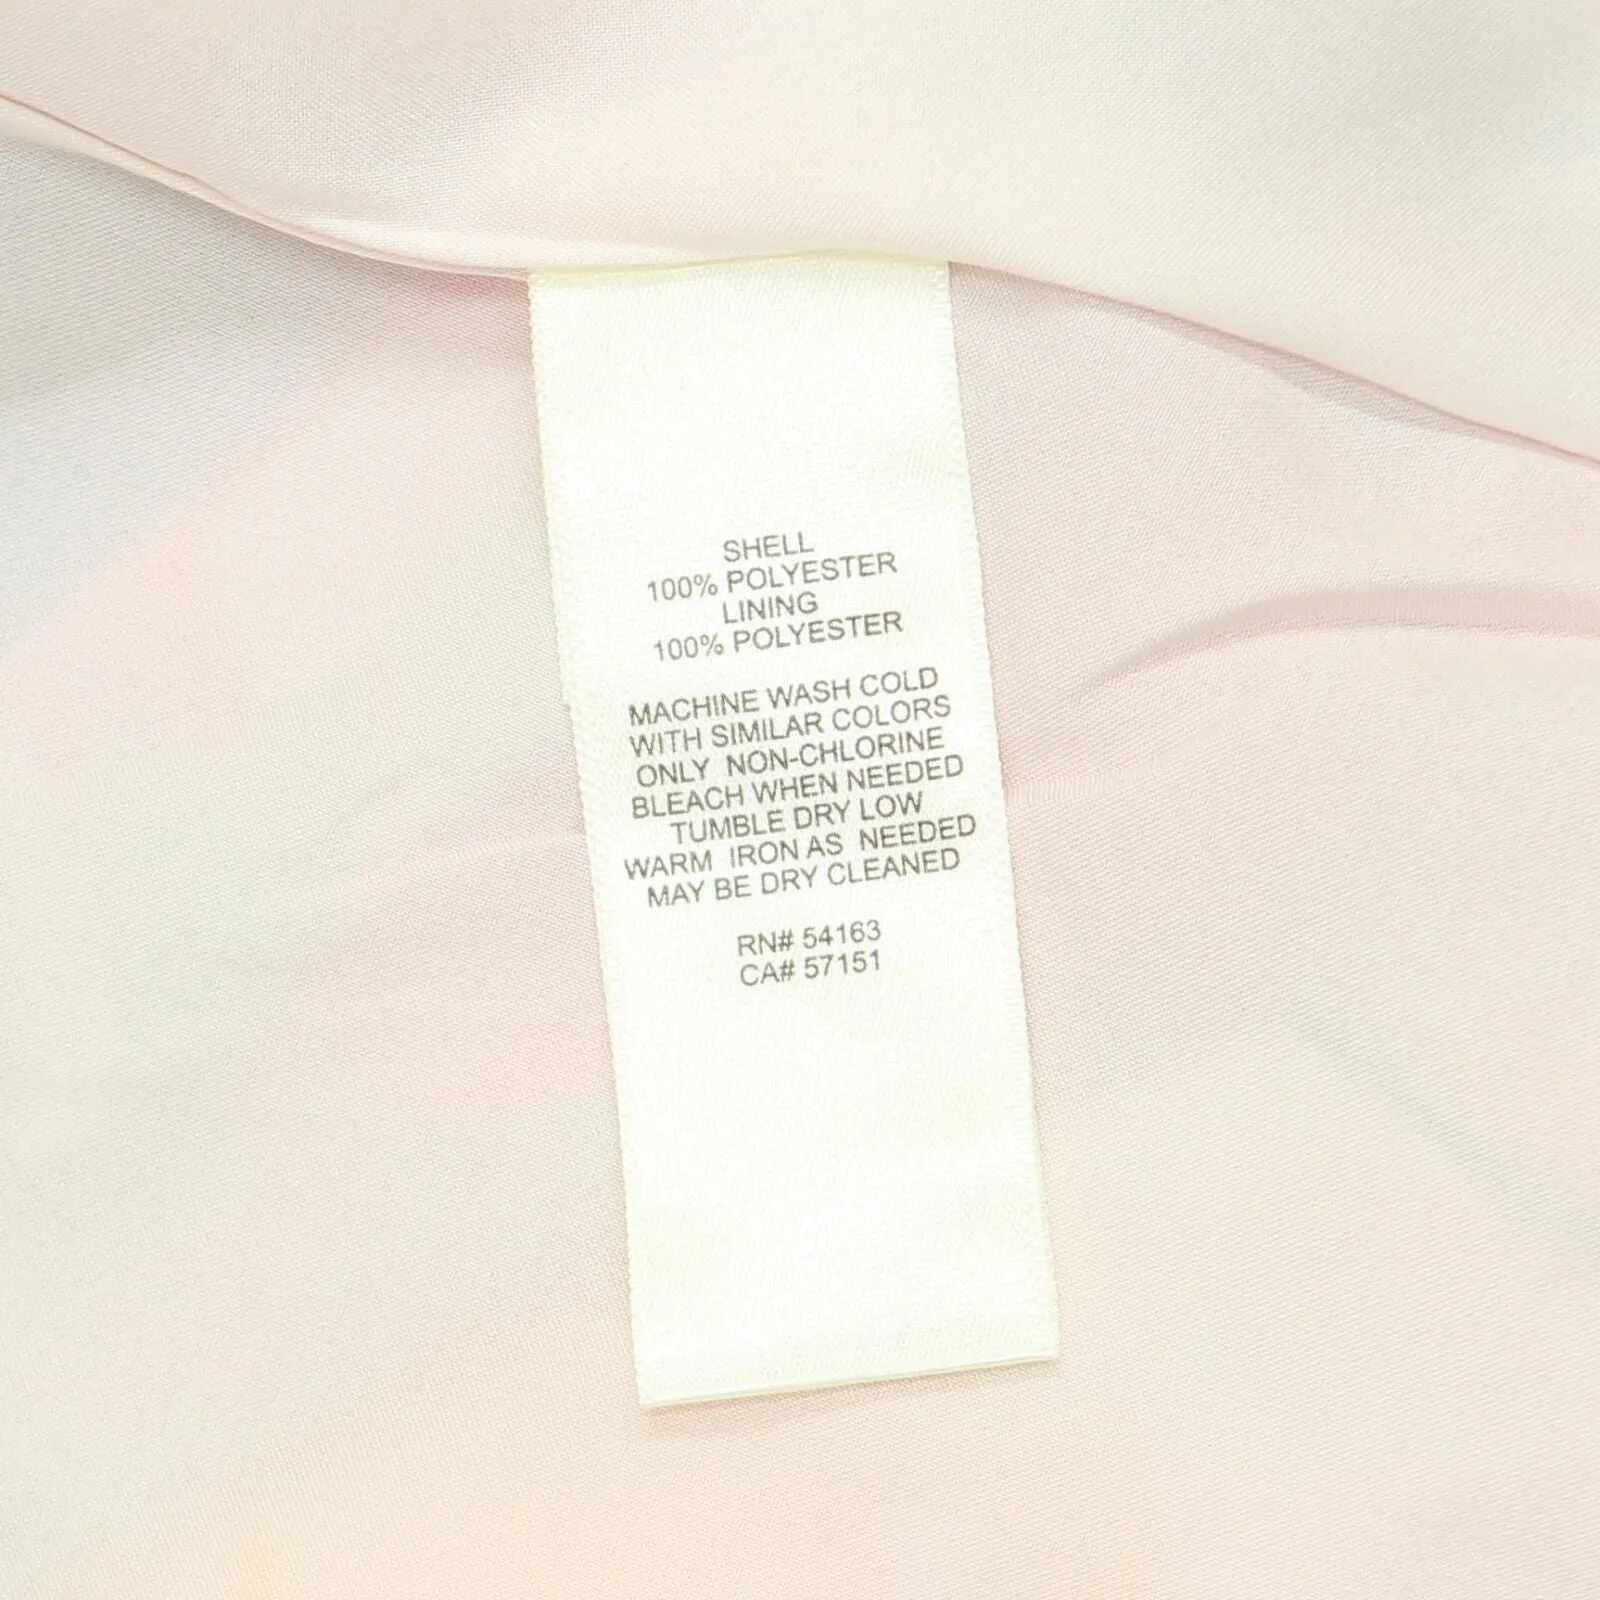 SHELL
100% POLYESTER
LINING
100% POLYESTER
MACHINE WASH COLD
WITH SIMILAR COLORS
ONLY NON-CHLORINE
BLEACH WHEN NEEDED
TUMBLE DRY LOW
WARM IRON AS NEEDED
MAY BE DRY CLEANED
RN# 54163
CA# 57151